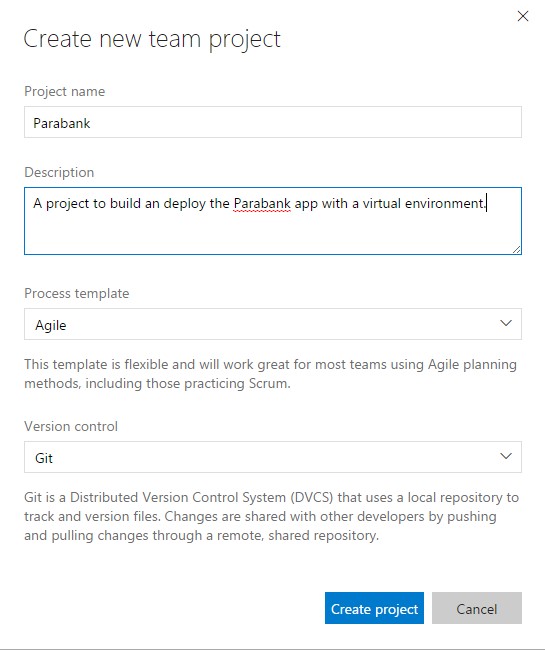 Create new team project
Project name
Parabank
Description
A project to build an deploy the Parabank app with a virtual environment.
Process template
Agile
This template is flexible and will work great for most teams using Agile planning
methods, including those practicing Scrum.
Version control
Git
Git is a Distributed Version Control System (DVCS) that uses a local repository to
track and version files. Changes are shared with other developers by pushing
and pulling changes through a remote, shared repository.
Create project
Cancel